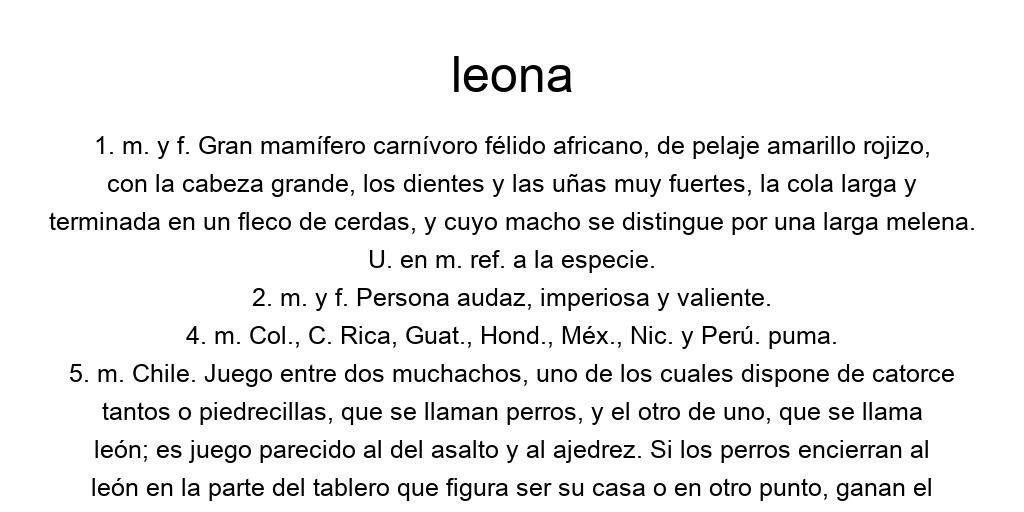 leona
1. m. y f. Gran mamífero carnívoro félido africano, de pelaje amarillo rojizo,
con la cabeza grande, los dientes y las uñas muy fuertes, la cola larga y
terminada en un fleco de cerdas, y cuyo macho se distingue por una larga melena.
U. en m. ref. a la especie.
2. m. y f. Persona audaz, imperiosa y valiente.
4. m. Col., C. Rica, Guat., Hond., Méx., Nic. y Perú. puma.
5. m. Chile. Juego entre dos muchachos, uno de los cuales dispone de catorce
tantos o piedrecillas, que se llaman perros, y el otro de uno, que se llama
león; es juego parecido al del asalto y al ajedrez. Si los perros encierran al
león en la parte del tablero que figura ser su casa o en otro punto, ganan el